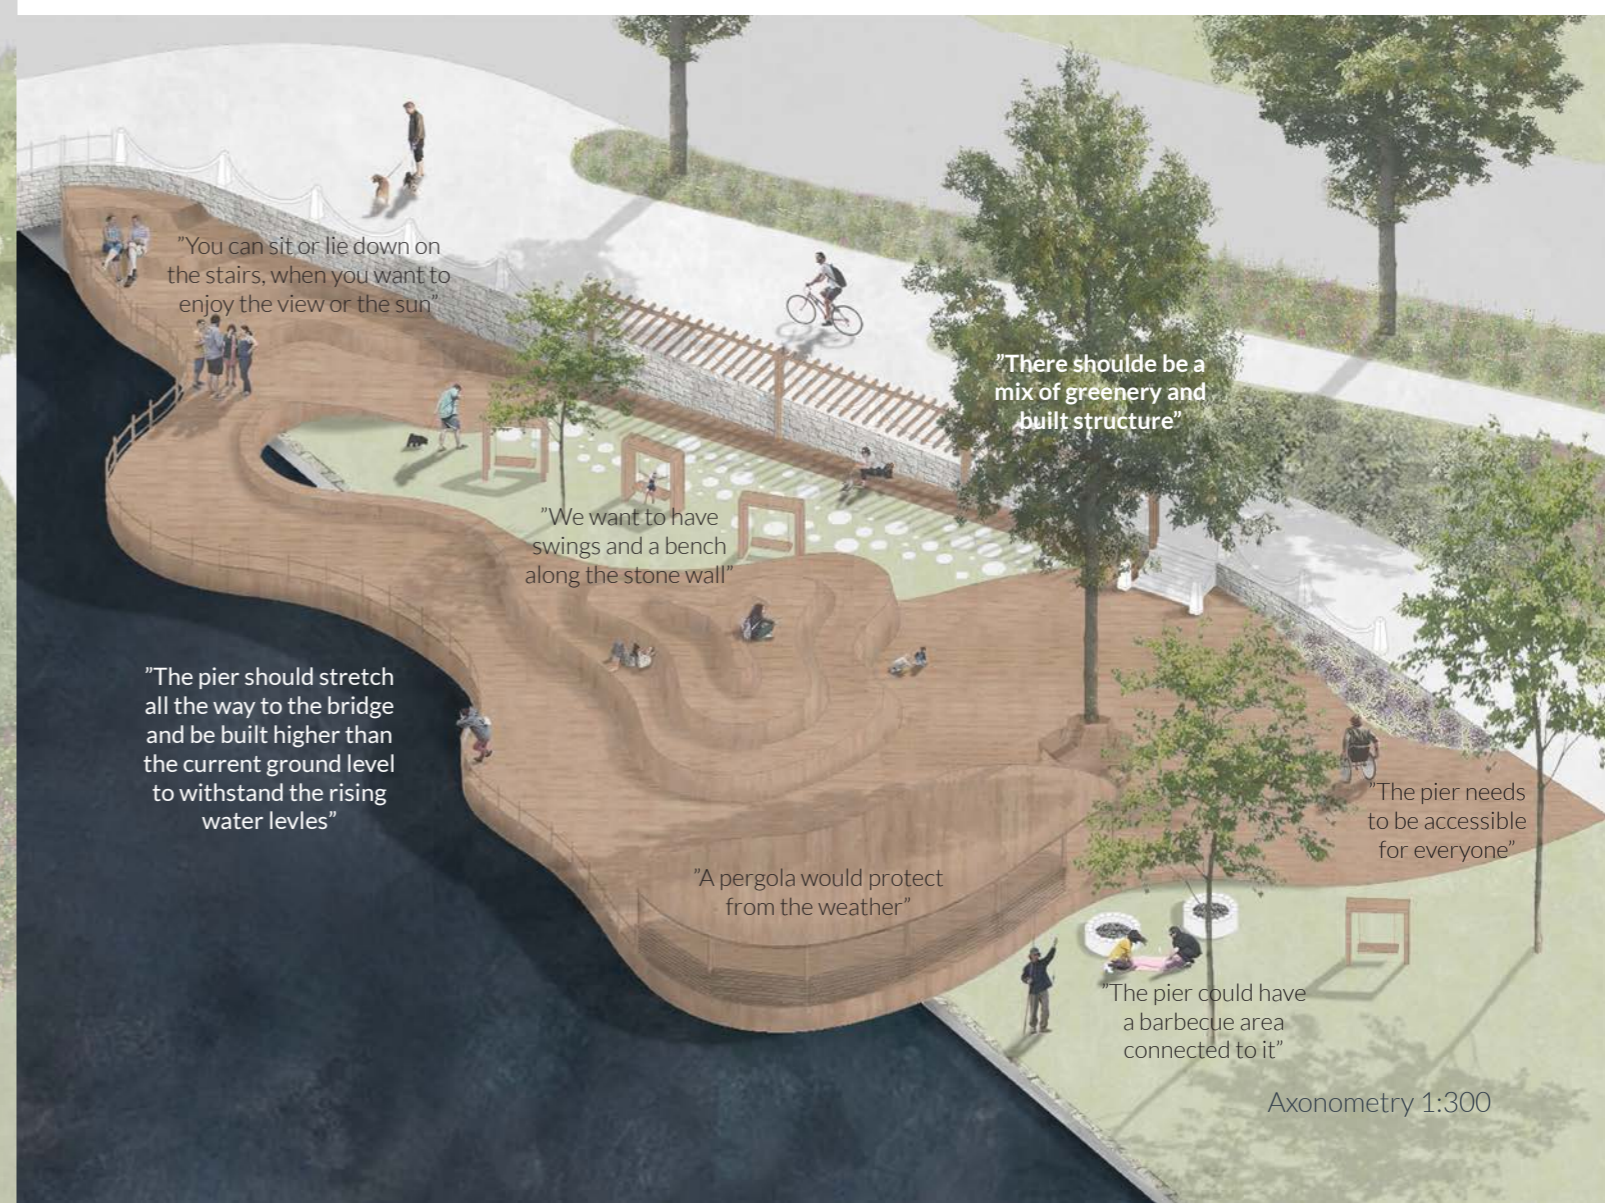 "You can sit or lie down on
the stairs, when you want to
enjoy the view or the sun"
"There shoulde be a
mix of greenery and
built structure"
"We want to have
swings and a bench
along the stone wall"
"The pier should stretch
all the way to the bridge
and be built higher than
the current ground level
to withstand the rising
water levles"
"The pier needs
to be accessible
for everyone"
"A pergola would protect
from the weather"
"The pier could have
a barbecue area
connected to it"
Axonometry 1:300